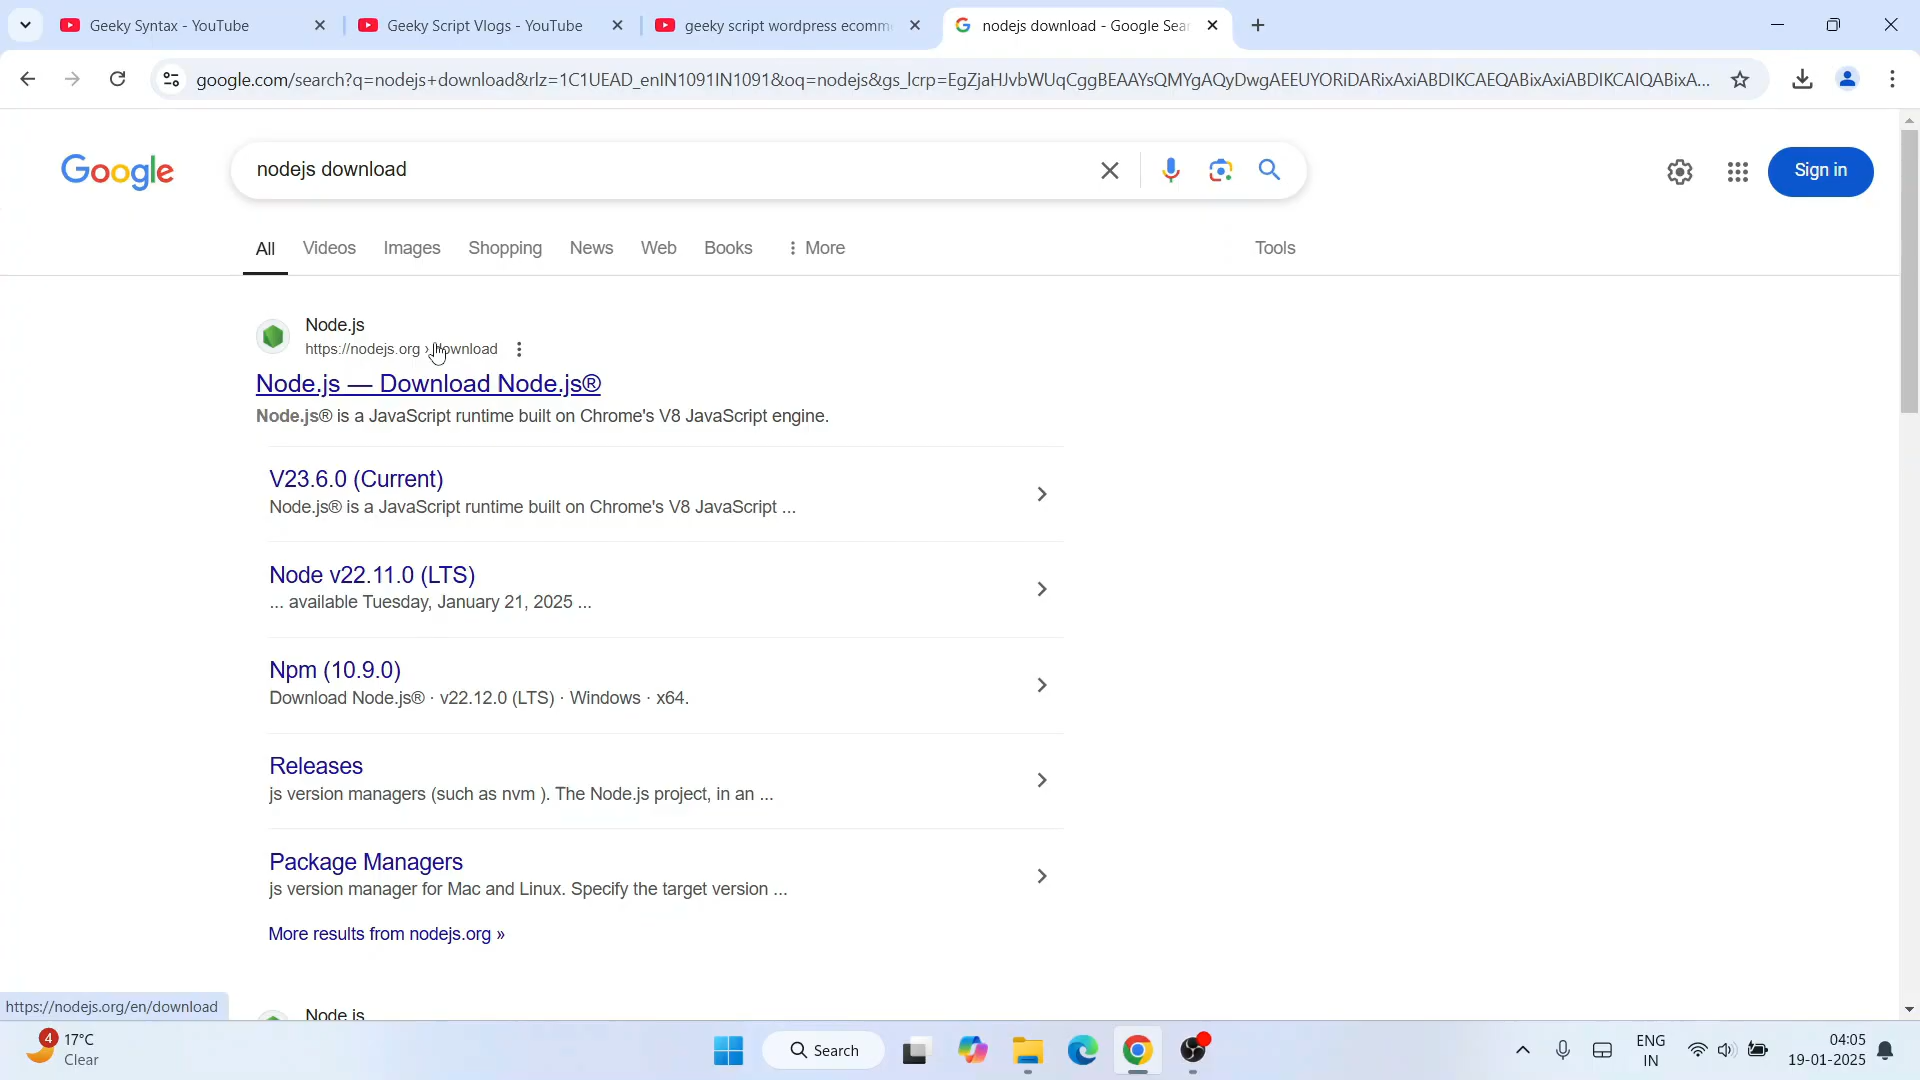 Geeky Syntax - YouTube
Geeky Script Vlogs - YouTube
geeky script wordpress ecomm
nodejs download - Google Sear
google.com/search?q=nodejs+download&rlz=1C1UEAD_enIN1091IN1091&oq=nodejs&gs_lcrp=EgZjaHJvbWUqCggBEAAYsQMYgAQyDwgAEEUYORiDARixAxiABDIKCAEQABixAxiABDIKCAIQABixA...
Google
nodejs download
Sign in
All
Videos
Images
Shopping
News
Web
Books
More
Tools
Node.js
https://nodejs.org › download
Node.js — Download Node.js®
Node.js® is a JavaScript runtime built on Chrome's V8 JavaScript engine.
V23.6.0 (Current)
Node.js® is a JavaScript runtime built on Chrome's V8 JavaScript ...
Node v22.11.0 (LTS)
... available Tuesday, January 21, 2025 ...
Npm (10.9.0)
Download Node.js® · v22.12.0 (LTS) · Windows · x64.
Releases
js version managers (such as nvm ). The Node.js project, in an ...
Package Managers
js version manager for Mac and Linux. Specify the target version ...
More results from nodejs.org »
Node.js
https://nodejs.org/en/download
4
17°C
Clear
Search
ENG
IN
04:05
19-01-2025